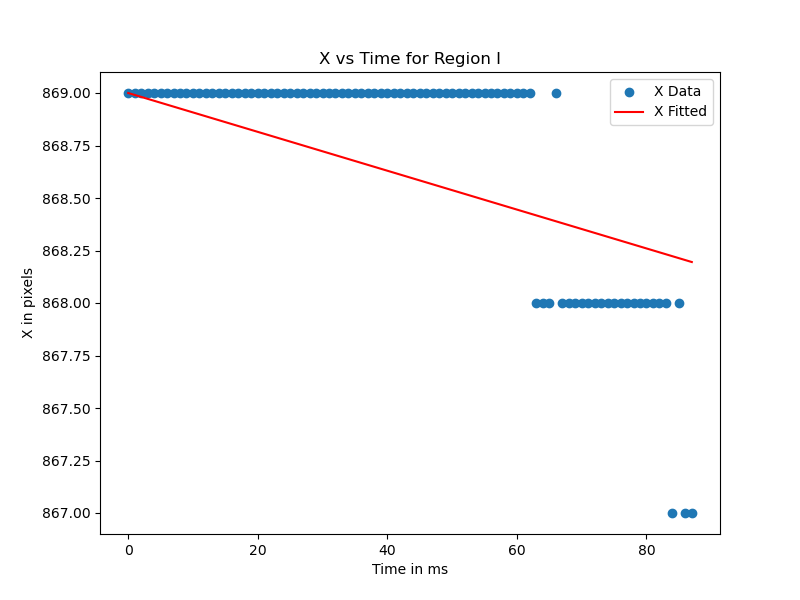 X vs Time for Region I
869.00
868.75
868.50
868.25
868.00
867.75
867.50
867.25
867.00
X in pixels
0 20 40 60 80
Time in ms
X Data
X Fitted